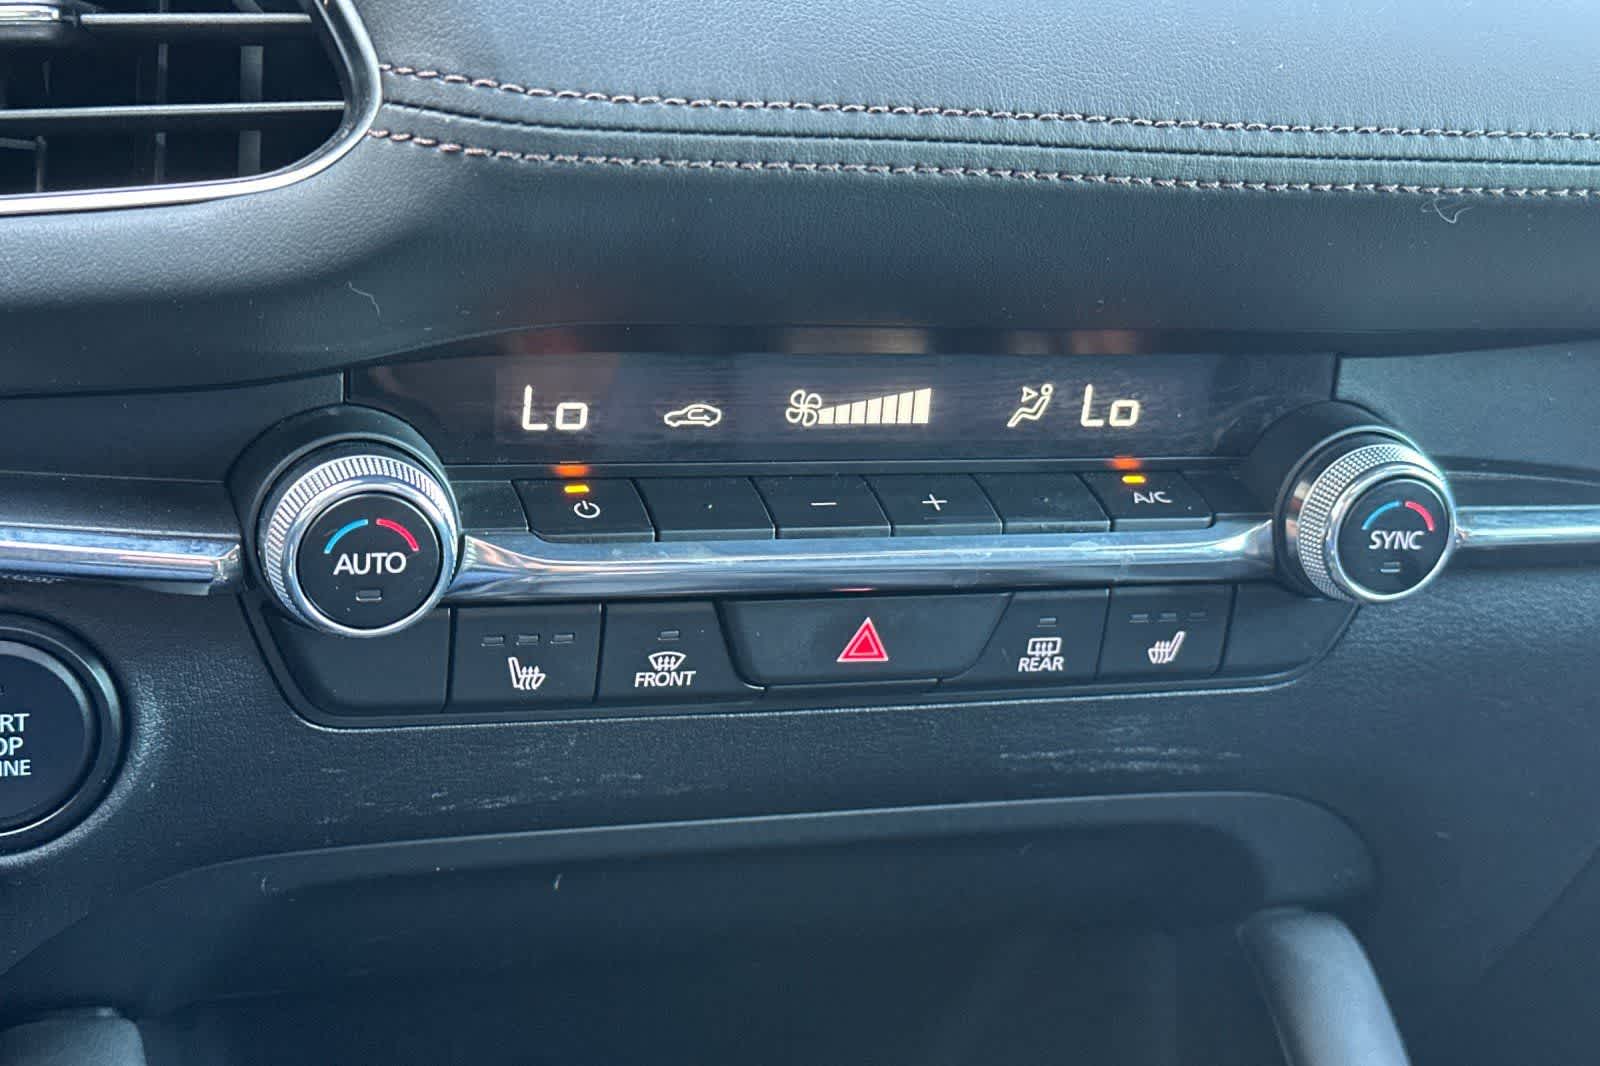 Lo Lo
A/C
AUTO
SYNC
FRONT
REAR